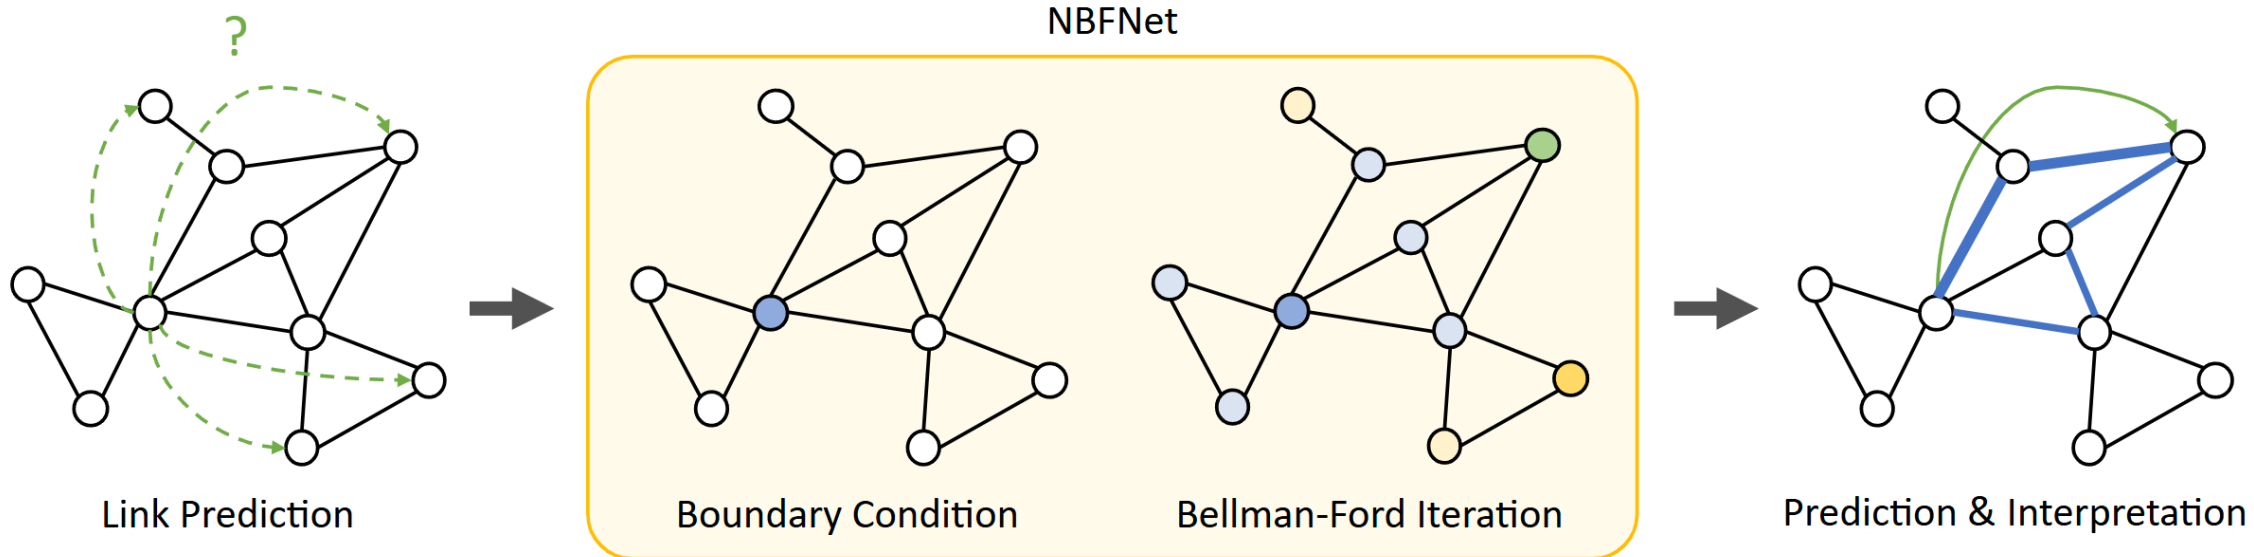 NBFNet
?
Link Prediction
Boundary Condition
Bellman-Ford Iteration
Prediction & Interpretation